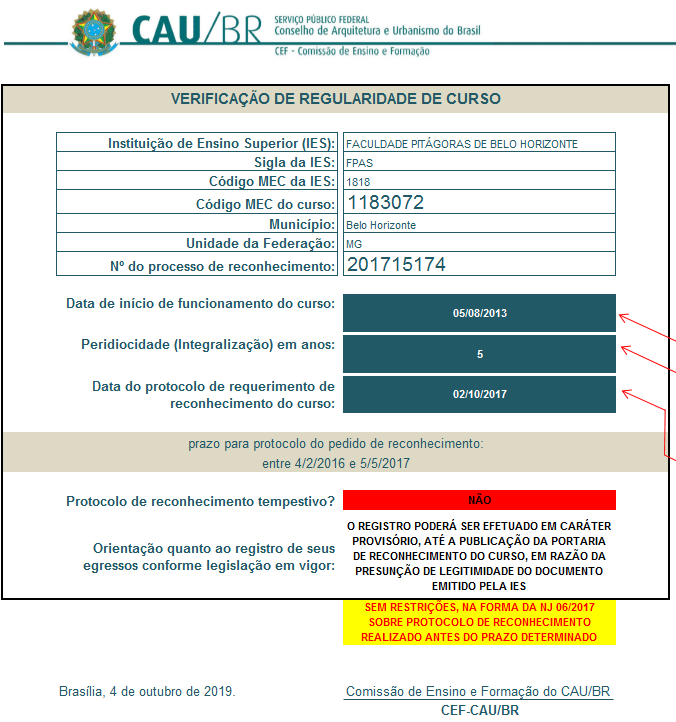 CAU/BR
SERVIÇO PÚBLICO FEDERAL
Conselho de Arquitetura e Urbanismo do Brasil
CEF - Comissão de Ensino e Formação
VERIFICAÇÃO DE REGULARIDADE DE CURSO
Instituição de Ensino Superior (IES): FACULDADE PITÁGORAS DE BELO HORIZONTE
Sigla da IES: FPAS
Código MEC da IES: 1818
Código MEC do curso: 1183072
Município: Belo Horizonte
Unidade da Federação: MG
Nº do processo de reconhecimento: 201715174
Data de início de funcionamento do curso: 05/08/2013
Peridiocidade (Integralização) em anos: 5
Data do protocolo de requerimento de
reconhecimento do curso: 02/10/2017
prazo para protocolo do pedido de reconhecimento:
entre 4/2/2016 e 5/5/2017
Protocolo de reconhecimento tempestivo? NÃO
Orientação quanto ao registro de seus
egressos conforme legislação em vigor:
O REGISTRO PODERÁ SER EFETUADO EM CARÁTER
PROVISÓRIO, ATÉ A PUBLICAÇÃO DA PORTARIA
DE RECONHECIMENTO DO CURSO, EM RAZÃO DA
PRESUNÇÃO DE LEGITIMIDADE DO DOCUMENTO
EMITIDO PELA IES
SEM RESTRIÇÕES, NA FORMA DA NJ 06/2017
SOBRE PROTOCOLO DE RECONHECIMENTO
REALIZADO ANTES DO PRAZO DETERMINADO
Brasília, 4 de outubro de 2019.
Comissão de Ensino e Formação do CAU/BR
CEF-CAU/BR